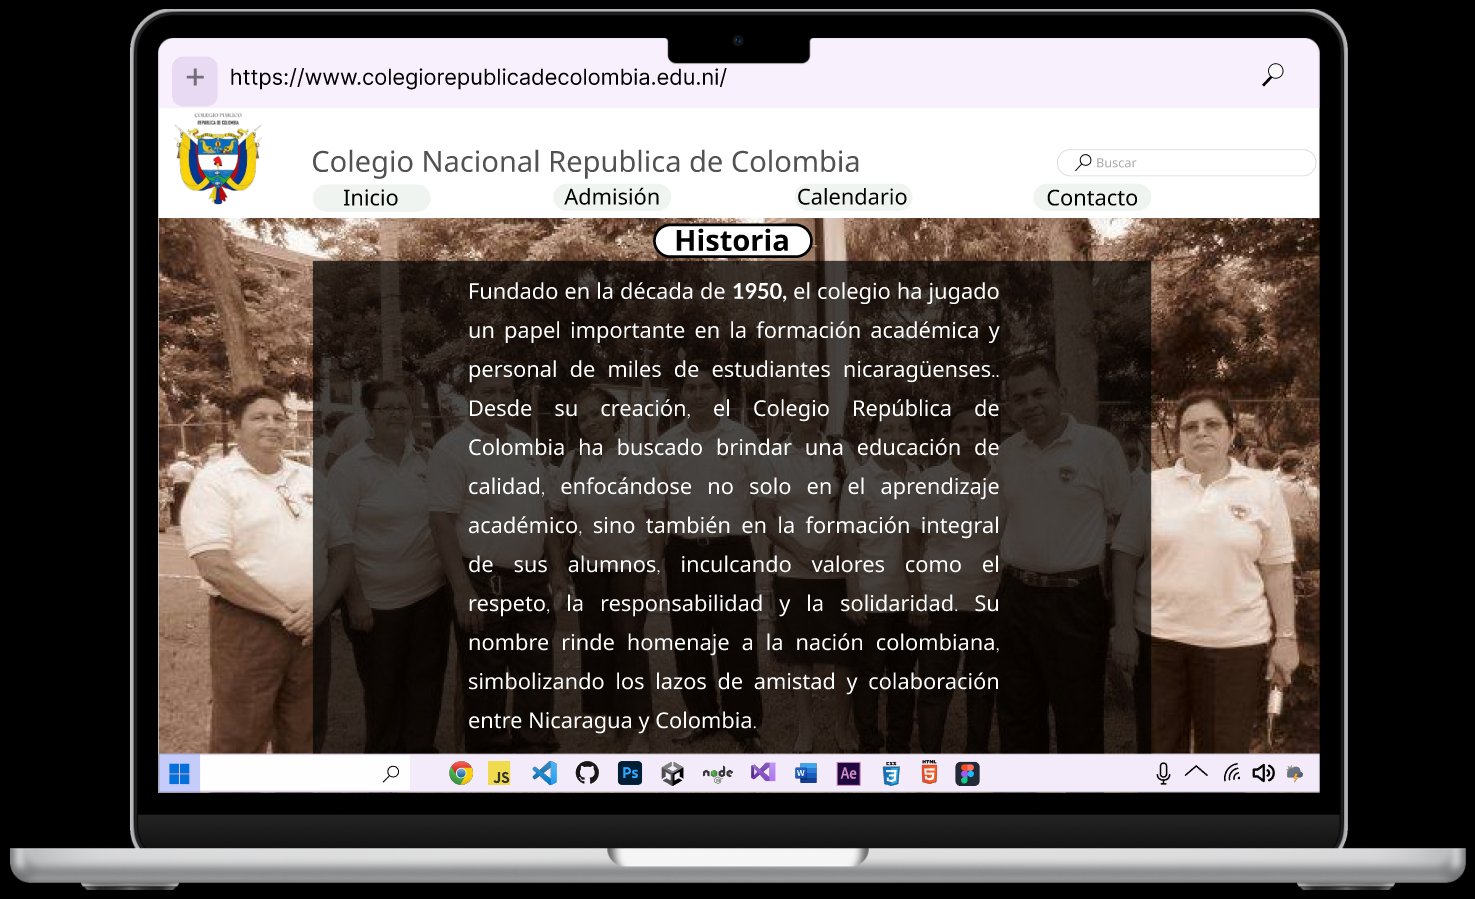 https://www.colegiorepublicadecolombia.edu.ni/
COLEGIO PUBLICO
REPUBLICA DE COLOMBIA
Colegio Nacional Republica de Colombia
Buscar
Inicio
Admisión
Calendario
Contacto
Historia
Fundado en la década de 1950, el colegio ha jugado
un papel importante en la formación académica y
personal de miles de estudiantes nicaragüenses..
Desde su creación, el Colegio República de
Colombia ha buscado brindar una educación de
calidad, enfocándose no solo en el aprendizaje
académico, sino también en la formación integral
de sus alumnos, inculcando valores como el
respeto, la responsabilidad y la solidaridad. Su
nombre rinde homenaje a la nación colombiana,
simbolizando los lazos de amistad y colaboración
entre Nicaragua y Colombia.
JS
Ps
node
W
Ae
CSS
3
HTML
5